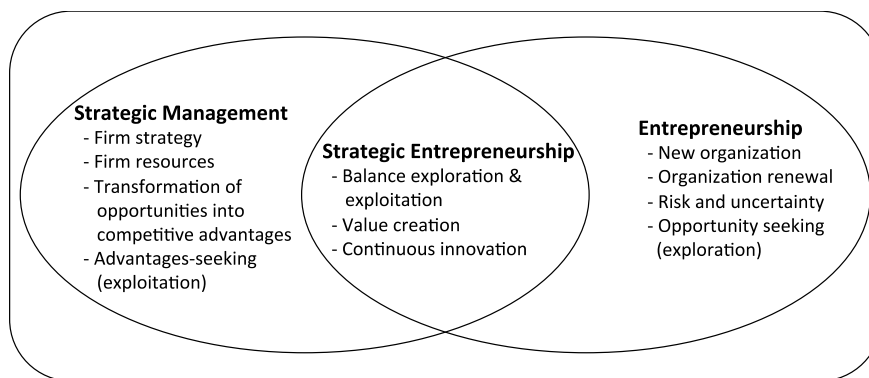 Strategic Management
- Firm strategy
- Firm resources
- Transformation of
opportunities into
competitive advantages
- Advantages-seeking
(exploitation)
Strategic Entrepreneurship
- Balance exploration &
exploitation
- Value creation
- Continuous innovation
Entrepreneurship
- New organization
- Organization renewal
- Risk and uncertainty
- Opportunity seeking
(exploration)